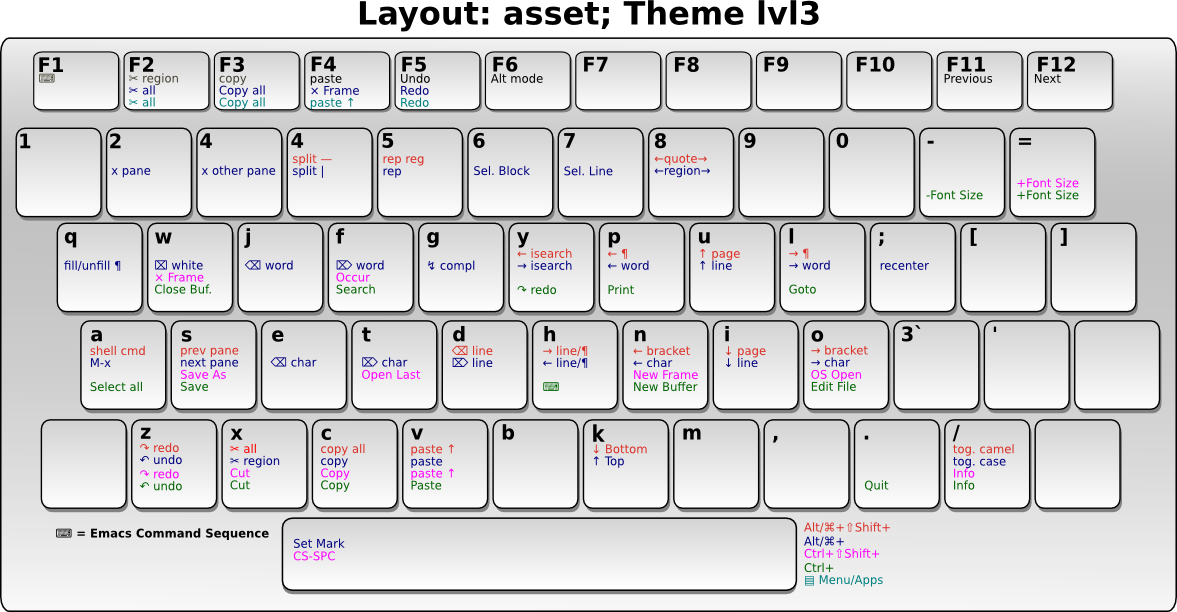 Layout: asset; Theme lvl3
F1
⌨
F2
✂ region
✂ all
✂ all
F3
copy
Copy all
Copy all
F4
paste
× Frame
paste ↑
F5
Undo
Redo
Redo
F6
Alt mode
F7
F8
F9
F10
F11
Previous
F12
Next
1
2
x pane
4
x other pane
4
split —
split |
5
rep reg
rep
6
Sel. Block
7
Sel. Line
8
←quote→
←region→
9
0
-
-Font Size
=
+Font Size
+Font Size
q
fill/unfill ¶
w
⌧ white
× Frame
Close Buf.
j
⌫ word
f
⌦ word
Occur
Search
g
↯ compl
y
← isearch
→ isearch
↷ redo
p
← ¶
← word
Print
u
↑ page
↑ line
l
→ ¶
→ word
Goto
;
recenter
[
]
a
shell cmd
M-x
Select all
s
prev pane
next pane
Save As
Save
e
⌫ char
t
⌦ char
Open Last
d
⌫ line
⌦ line
h
→ line/¶
← line/¶
⌨
n
← bracket
← char
New Frame
New Buffer
i
↓ page
↓ line
o
→ bracket
→ char
OS Open
Edit File
3`
'
z
↷ redo
↶ undo
↷ redo
↶ undo
x
✂ all
✂ region
Cut
Cut
c
copy all
copy
Copy
Copy
v
paste ↑
paste
paste ↑
Paste
b
k
↓ Bottom
↑ Top
m
,
.
Quit
/
tog. camel
tog. case
Info
Info
⌨ = Emacs Command Sequence
Set Mark
CS-SPC
Alt/⌘+⇧Shift+
Alt/⌘+
Ctrl+⇧Shift+
Ctrl+
▤ Menu/Apps